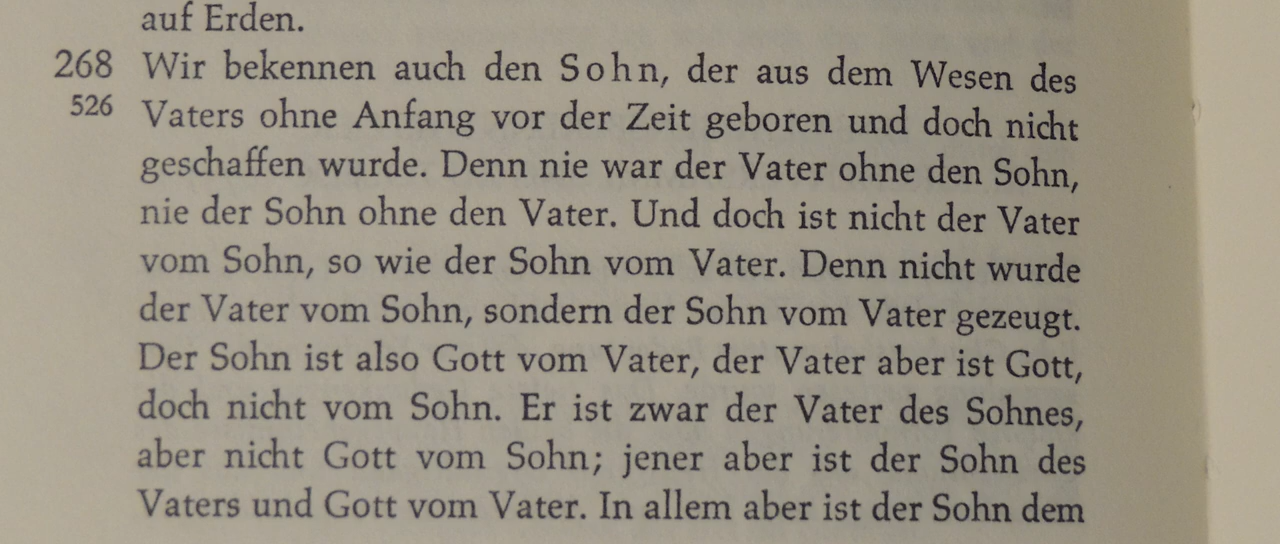 auf Erden.
268 Wir bekennen auch den Sohn, der aus dem Wesen des
526 Vaters ohne Anfang vor der Zeit geboren und doch nicht
geschaffen wurde. Denn nie war der Vater ohne den Sohn,
nie der Sohn ohne den Vater. Und doch ist nicht der Vater
vom Sohn, so wie der Sohn vom Vater. Denn nicht wurde
der Vater vom Sohn, sondern der Sohn vom Vater gezeugt.
Der Sohn ist also Gott vom Vater, der Vater aber ist Gott,
doch nicht vom Sohn. Er ist zwar der Vater des Sohnes,
aber nicht Gott vom Sohn; jener aber ist der Sohn des
Vaters und Gott vom Vater. In allem aber ist der Sohn dem